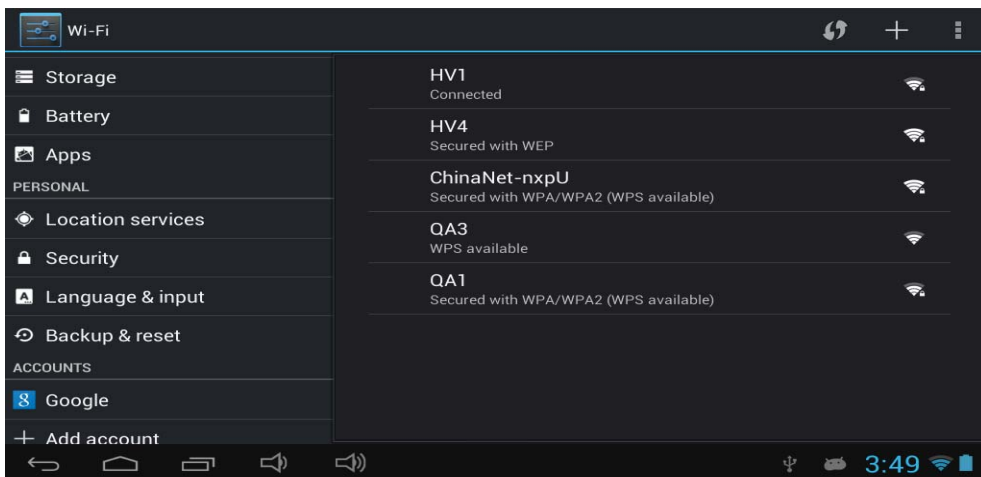 Wi-Fi
Storage
Battery
Apps
PERSONAL
Location services
Security
A
Language & input
Backup & reset
ACCOUNTS
8
Google
Add account
HV1
Connected
HV4
Secured with WEP
ChinaNet-nxpU
Secured with WPA/WPA2 (WPS available)
QA3
WPS available
QA1
Secured with WPA/WPA2 (WPS available)
3:49